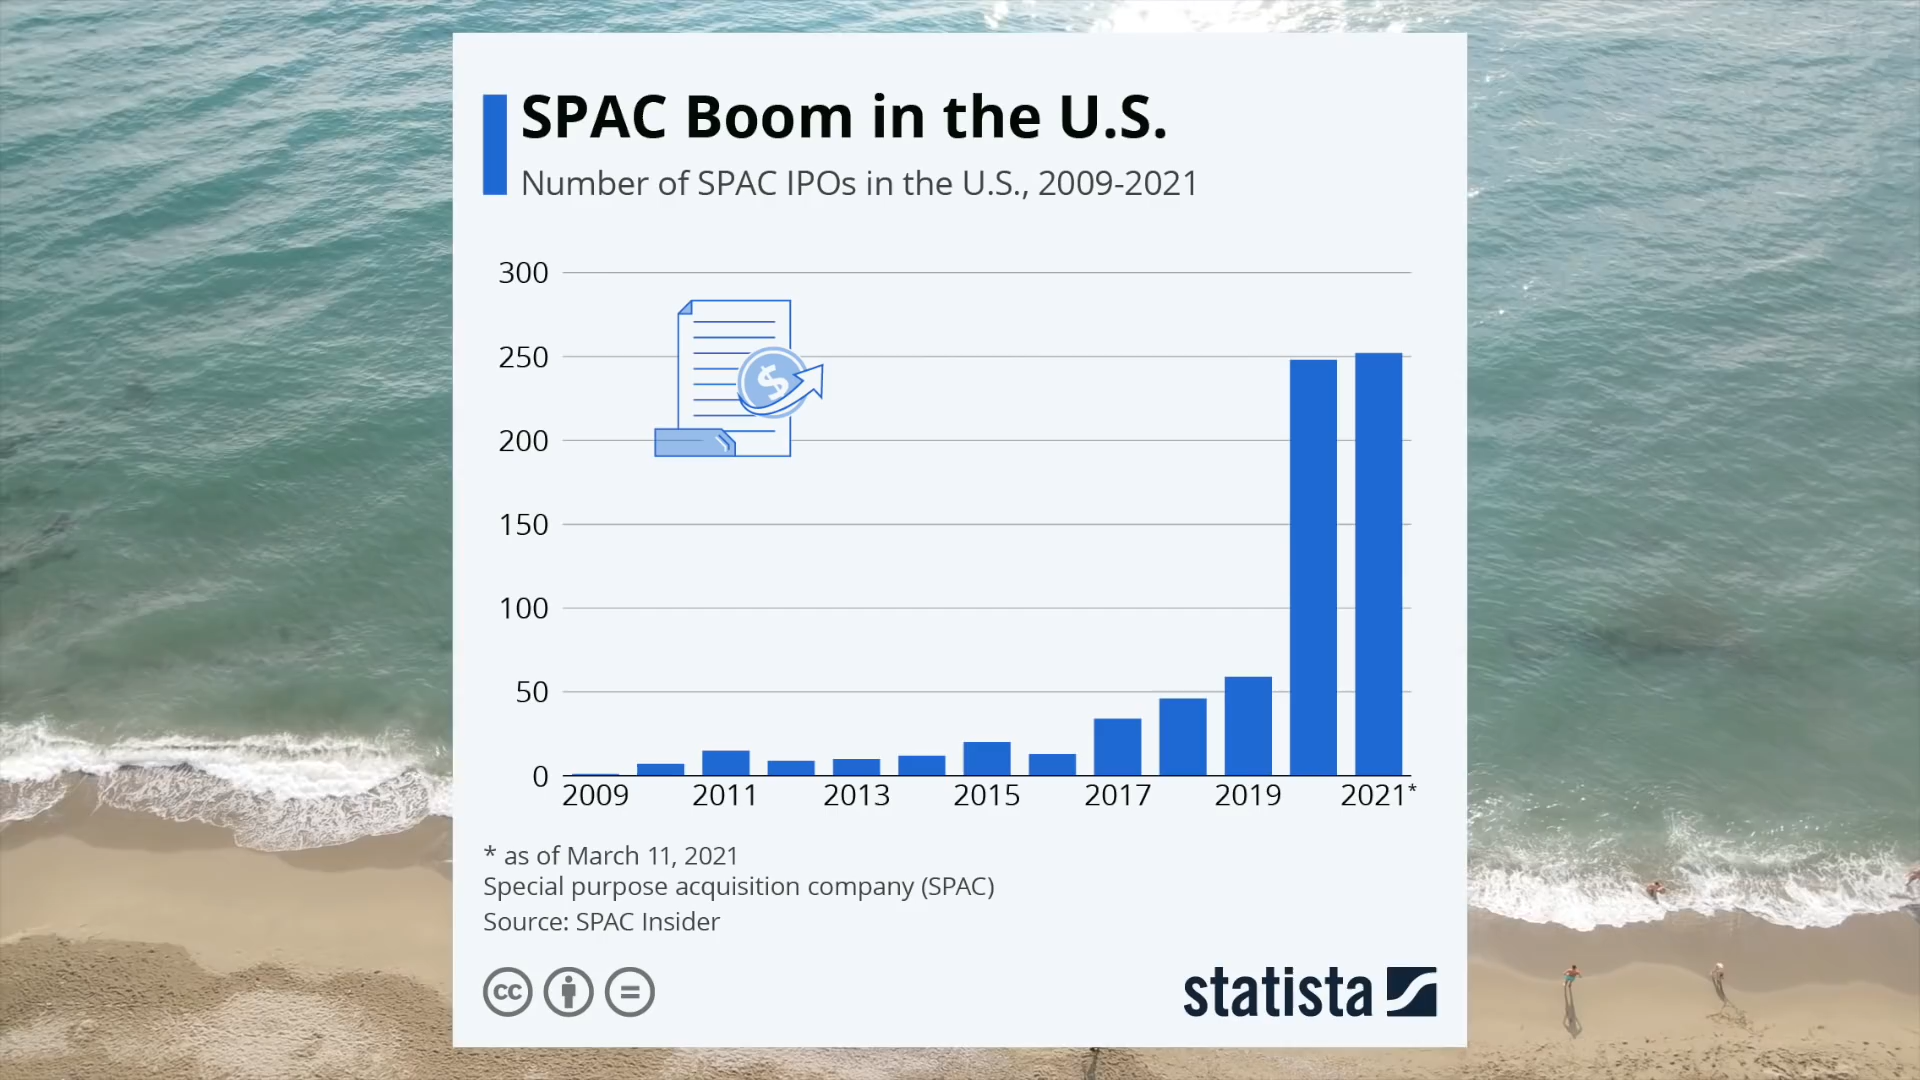 SPAC Boom in the U.S.
Number of SPAC IPOs in the U.S., 2009-2021
300
250
$
200
150
100
50
0
2009 2011 2013 2015 2017 2019 2021*
* as of March 11, 2021
Special purpose acquisition company (SPAC)
Source: SPAC Insider
cc =
statista